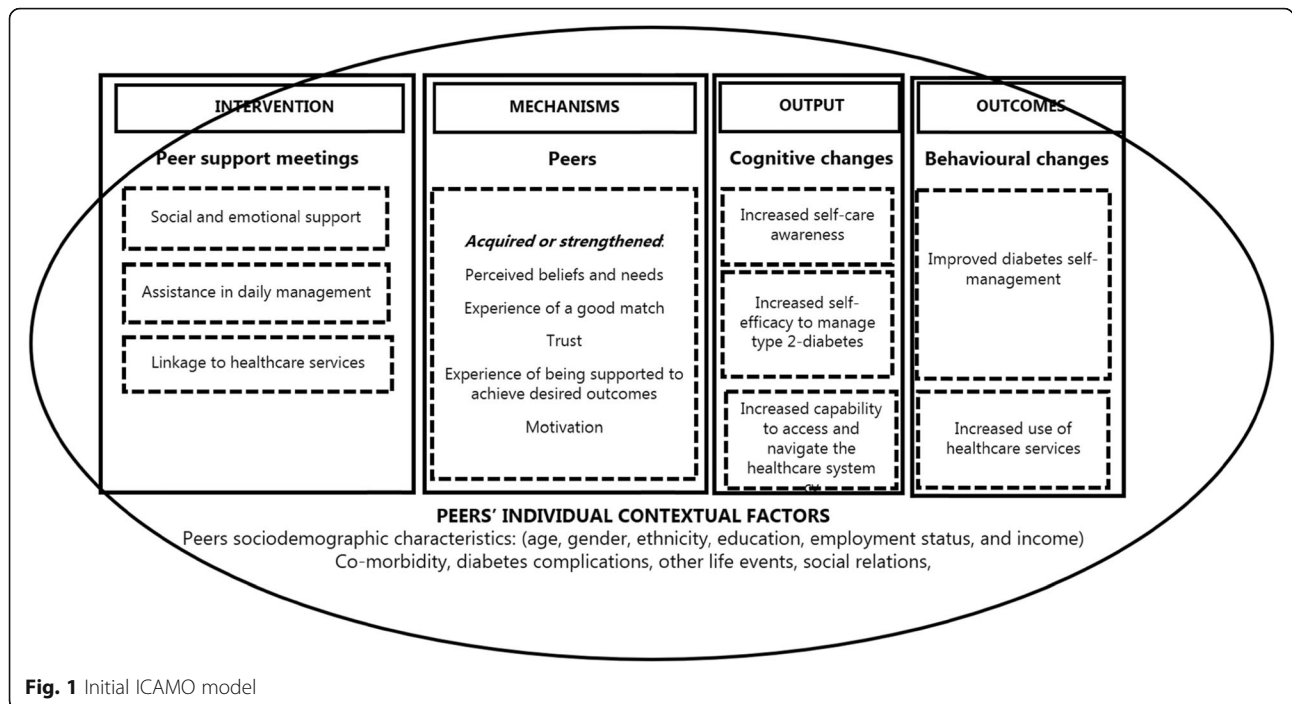 INTERVENTION
Peer support meetings
Social and emotional support
Assistance in daily management
Linkage to healthcare services
MECHANISMS
Peers
Acquired or strengthened:
Perceived beliefs and needs
Experience of a good match
Trust
Experience of being supported to
achieve desired outcomes
Motivation
OUTPUT
Cognitive changes
Increased self-care
awareness
Increased self-
efficacy to manage
type 2-diabetes
Increased capability
to access and
navigate the
healthcare system
OUTCOMES
Behavioural changes
Improved diabetes self-
management
Increased use of
healthcare services
PEERS' INDIVIDUAL CONTEXTUAL FACTORS
Peers sociodemographic characteristics: (age, gender, ethnicity, education, employment status, and income)
Co-morbidity, diabetes complications, other life events, social relations,
Fig. 1 Initial ICAMO model